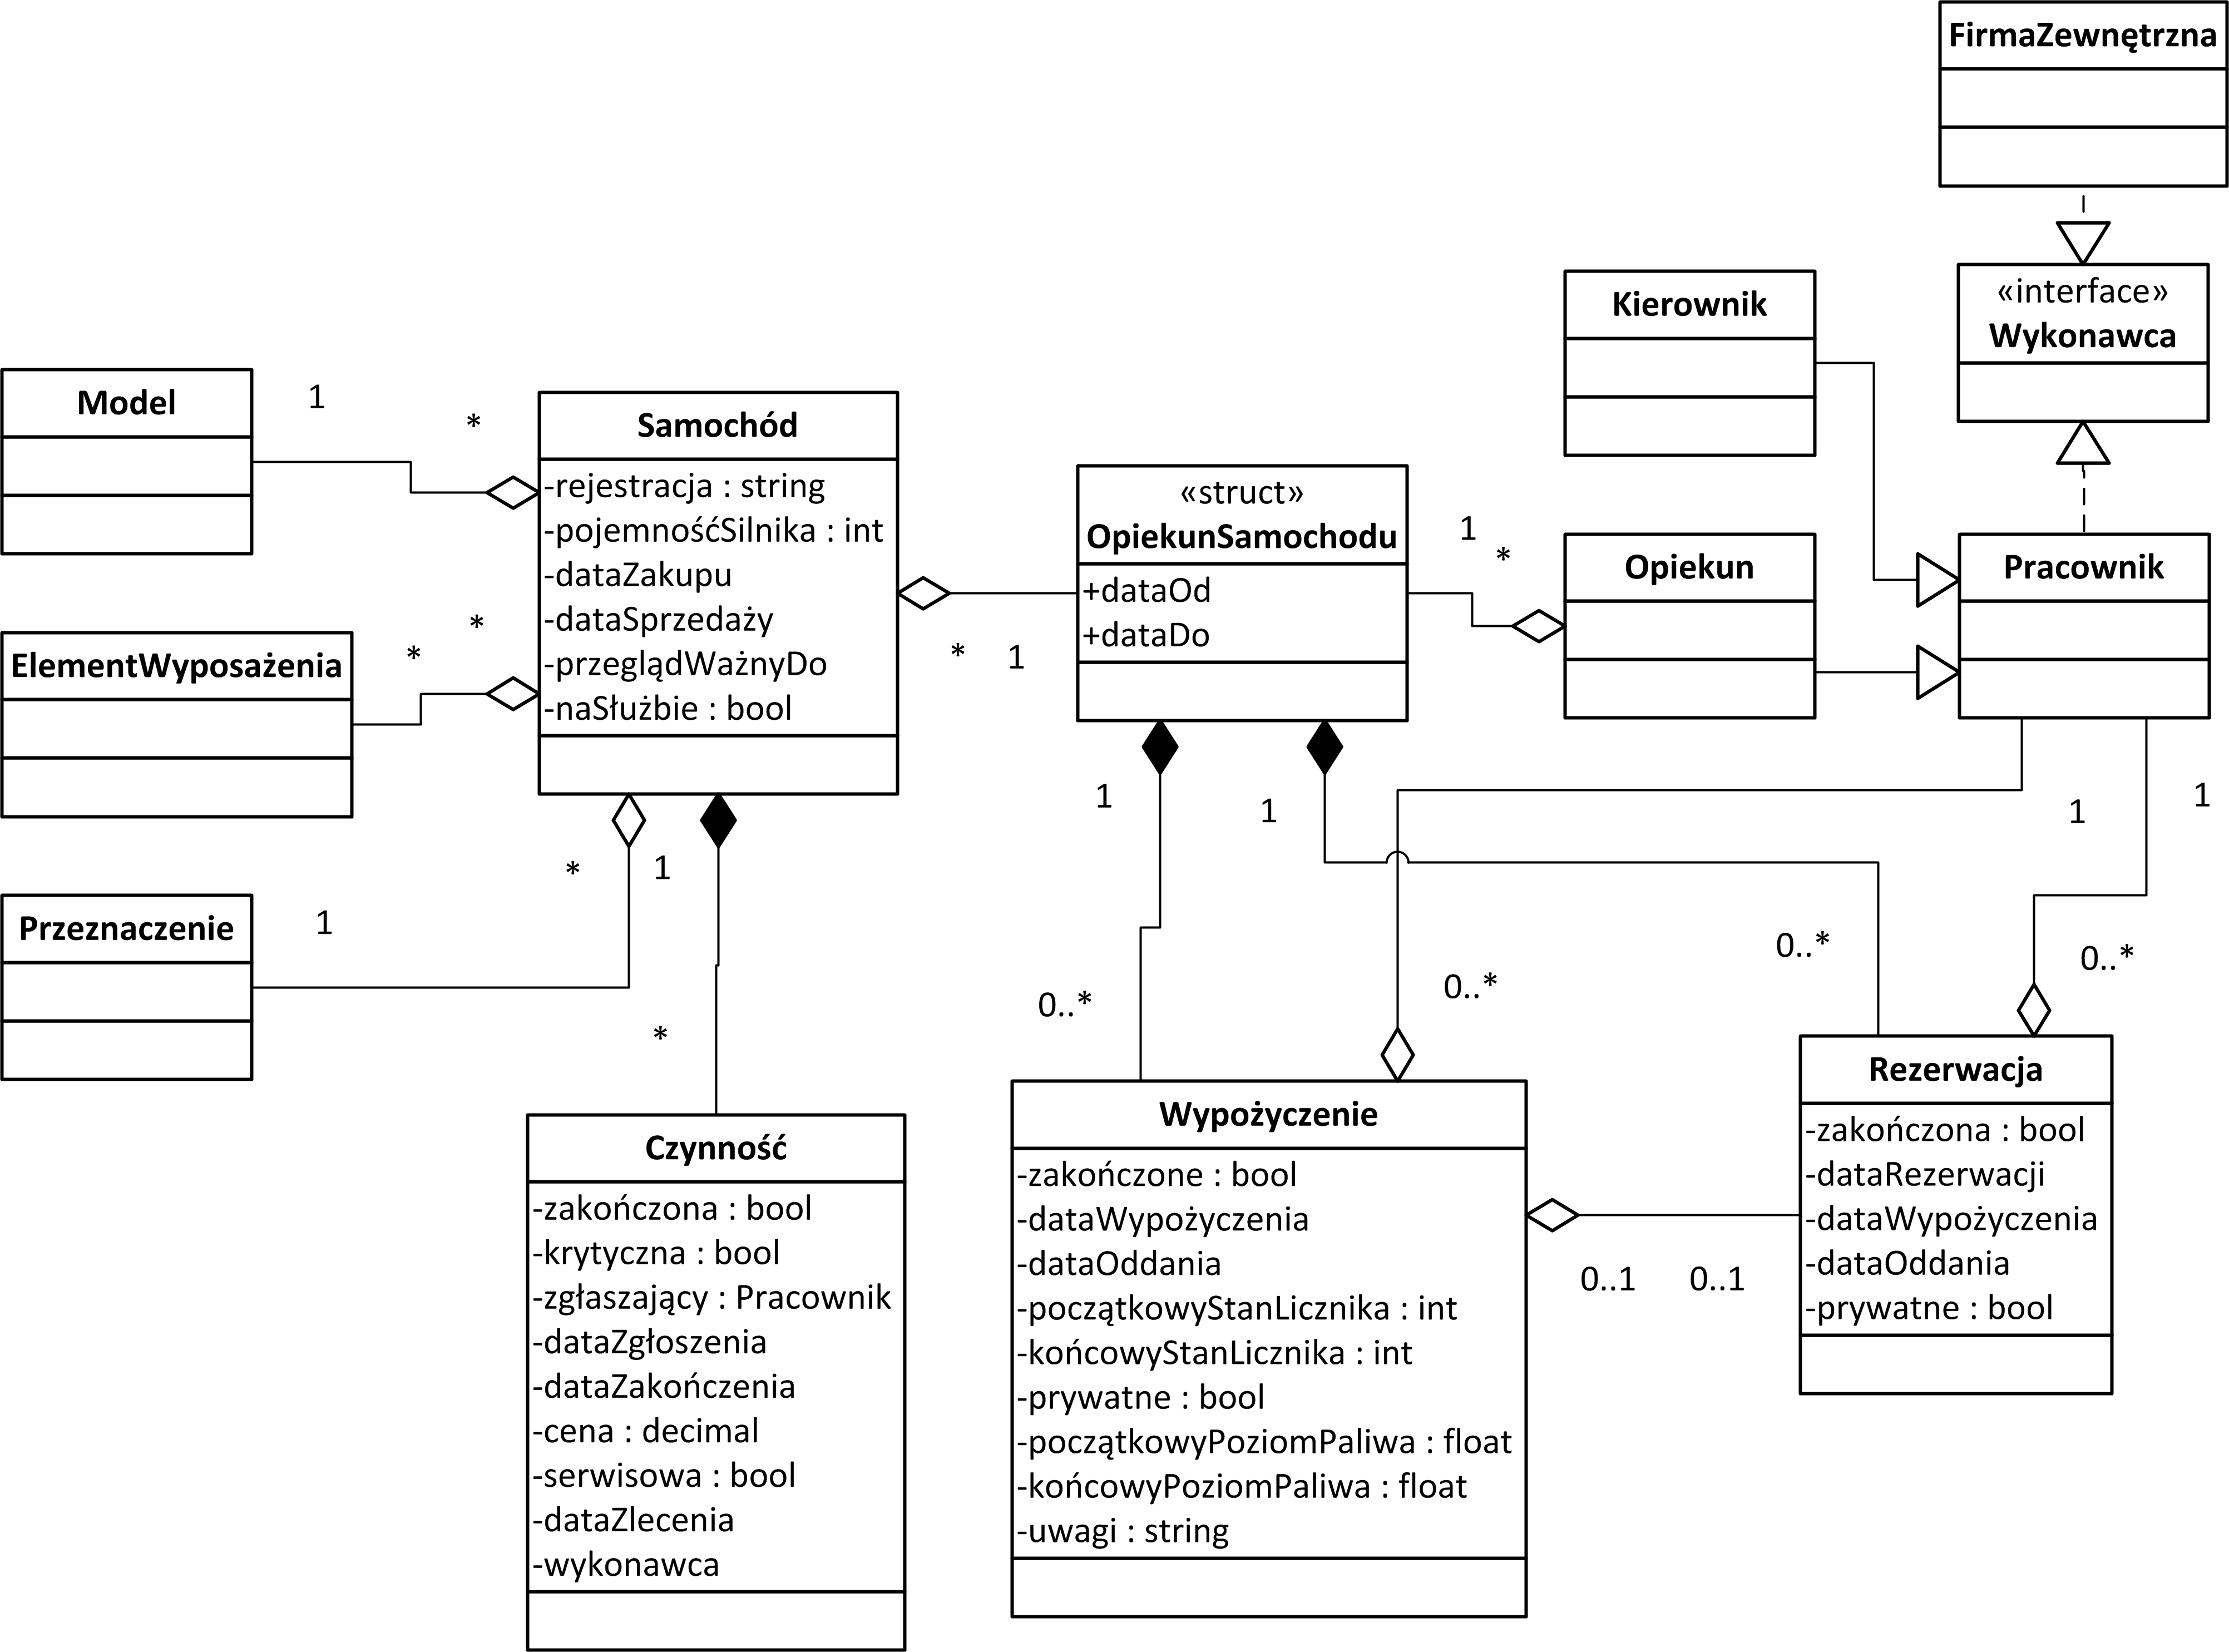 FirmaZewnętrzna
«interface»
Wykonawca
Kierownik
Model
1
*
Samochód
-rejestracja : string
-pojemnośćSilnika : int
-dataZakupu
-dataSprzedaży
-przeglądWażnyDo
-naSłużbie : bool
«struct»
OpiekunSamochodu
+dataOd
+dataDo
1
*
Opiekun
Pracownik
ElementWyposażenia
*
*
*
1
1
1
1
1
Przeznaczenie
1
*
1
*
0..*
0..*
0..*
0..*
Czynność
-zakończona : bool
-krytyczna : bool
-zgłaszający : Pracownik
-dataZgłoszenia
-dataZakończenia
-cena : decimal
-serwisowa : bool
-dataZlecenia
-wykonawca
Wypożyczenie
-zakończone : bool
-dataWypożyczenia
-dataOddania
-początkowyStanLicznika : int
-końcowyStanLicznika : int
-prywatne : bool
-początkowyPoziomPaliwa : float
-końcowyPoziomPaliwa : float
-uwagi : string
0..1
0..1
Rezerwacja
-zakończona : bool
-dataRezerwacji
-dataWypożyczenia
-dataOddania
-prywatne : bool